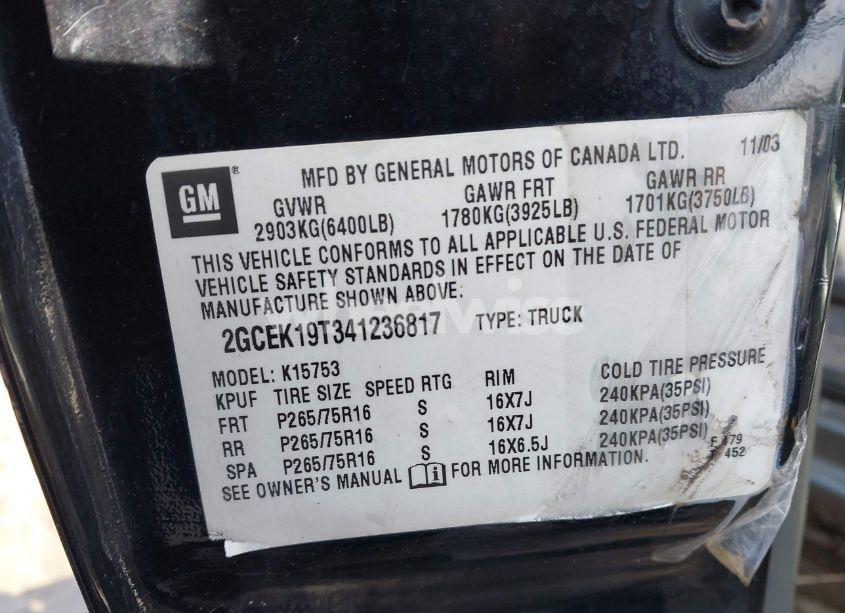 MFD BY GENERAL MOTORS OF CANADA LTD. 11/03
GM
GVWR GAWR FRT GAWR RR
2903KG(6400LB) 1780KG(3925LB) 1701KG(3750LB)
THIS VEHICLE CONFORMS TO ALL APPLICABLE U.S. FEDERAL MOTOR
VEHICLE SAFETY STANDARDS IN EFFECT ON THE DATE OF
MANUFACTURE SHOWN ABOVE:
2GCEK19T341236817 TYPE: TRUCK
MODEL: K15753
KPUF TIRE SIZE SPEED RTG RIM COLD TIRE PRESSURE
FRT P265/75R16 S 16X7J 240KPA(35PSI)
RR P265/75R16 S 16X7J 240KPA(35PSI)
SPA P265/75R16 S 16X6.5J 240KPA(35PSI)
SEE OWNER'S MANUAL FOR MORE INFORMATION.
452